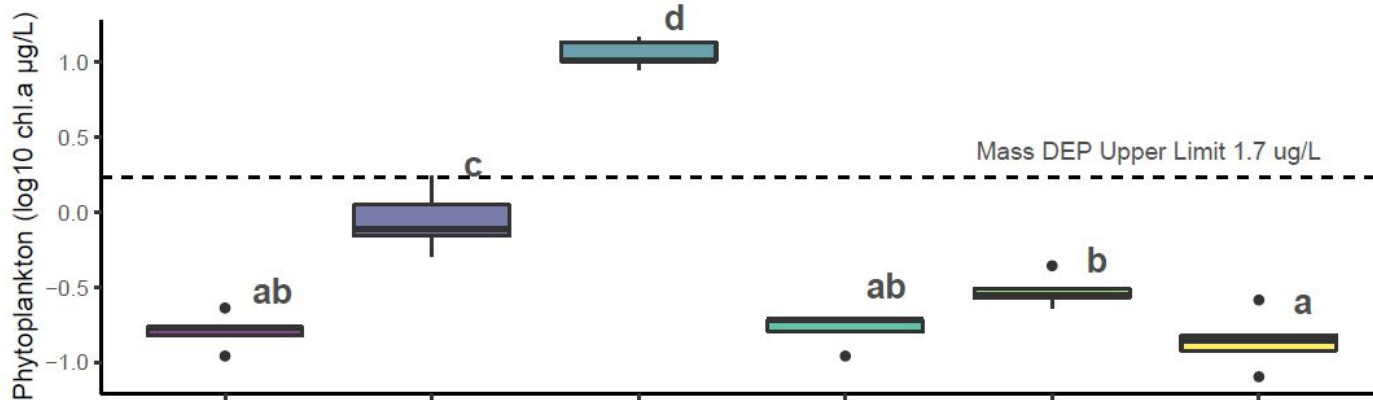 Phytoplankton (log10 chl.a µg/L)
1.0
0.5
0.0
−0.5
−1.0
d
Mass DEP Upper Limit 1.7 ug/L
c
ab
ab
b
a